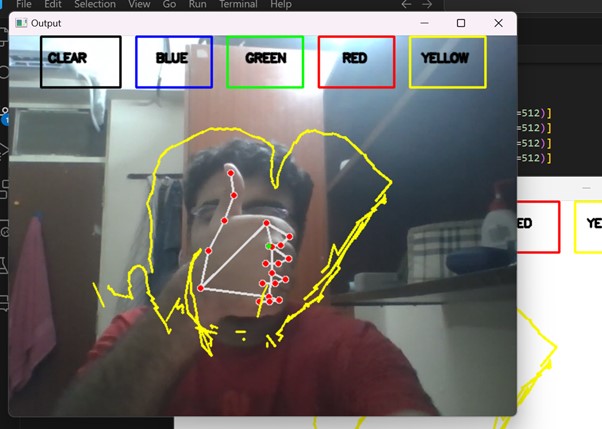 File Edit Selection View Go Run Terminal Help
Output
CLEAR BLUE GREEN RED YELLOW
=512)]
=512)]
=512)]
=512)]
1
ED YE